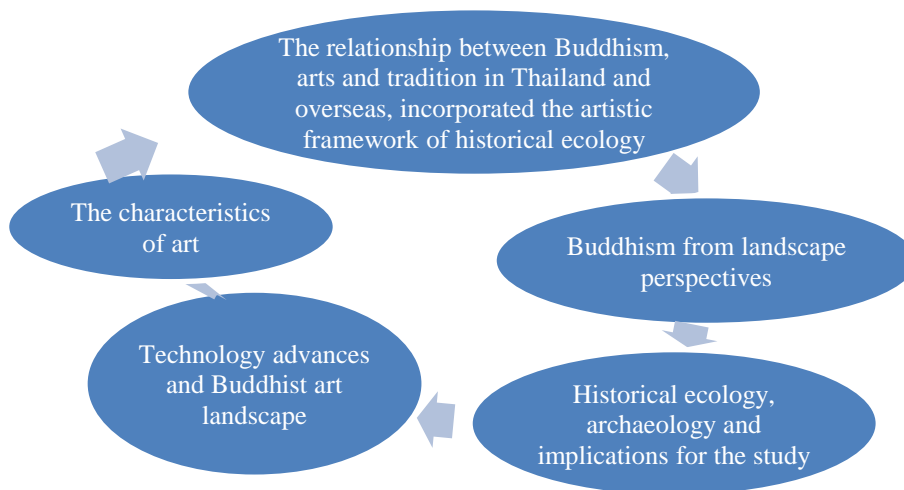 The relationship between Buddhism,
arts and tradition in Thailand and
overseas, incorporated the artistic
framework of historical ecology
Buddhism from landscape
perspectives
Historical ecology,
archaeology and
implications for the study
Technology advances
and Buddhist art
landscape
The characteristics
of art